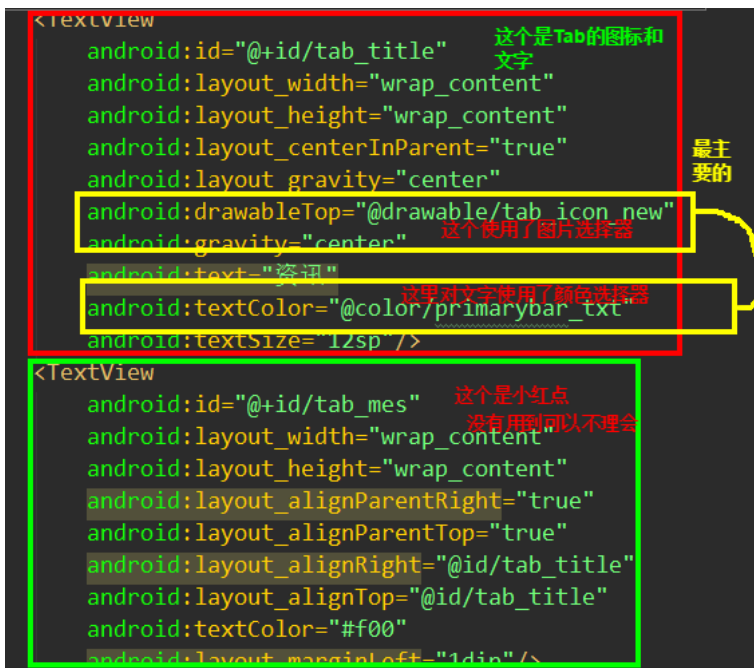 <TextView
android:id="@+id/tab_title"
这个是Tab的图标和
文字
android:layout_width="wrap_content"
android:layout_height="wrap_content"
android:layout_centerInParent="true"
最主
要的
android:layout_gravity="center"
android:drawableTop="@drawable/tab_icon_new"
这个使用了图片选择器
android:gravity="center"
android:text="资讯"
这里对文字使用了颜色选择器
android:textColor="@color/primarybar_txt"
android:textSize="12sp"/>
<TextView
android:id="@+id/tab_mes"
这个是小红点
没有用到可以不理会
android:layout_width="wrap_content"
android:layout_height="wrap_content"
android:layout_alignParentRight="true"
android:layout_alignParentTop="true"
android:layout_alignRight="@id/tab_title"
android:layout_alignTop="@id/tab_title"
android:textColor="#f00"
android:layout_marginLeft="1dip"/>